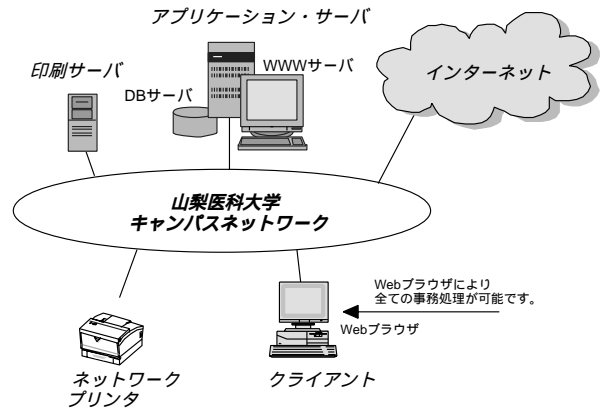 アプリケーション・サーバ
印刷サーバ
WWWサーバ
DBサーバ
インターネット
山梨医科大学
キャンパスネットワーク
Webブラウザにより
全ての事務処理が可能です。
Webブラウザ
ネットワーク
プリンタ
クライアント